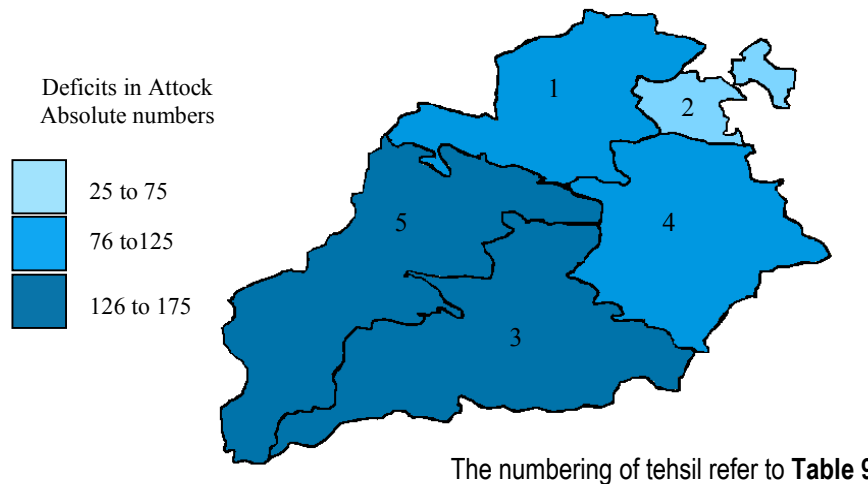 Deficits in Attock
Absolute numbers
25 to 75
76 to125
126 to 175
1
2
5
4
3
The numbering of tehsil refer to Table 9